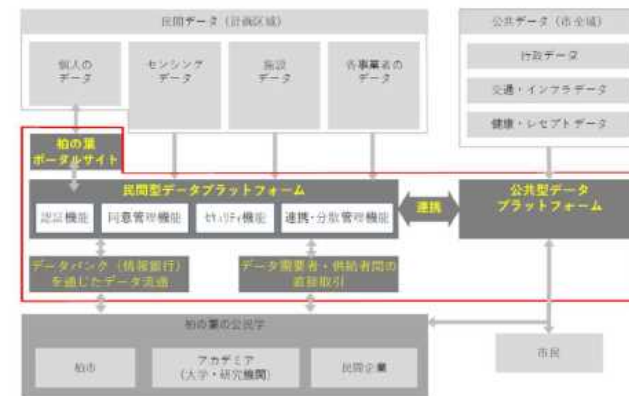 民間データ（計画区域）
公共データ（市全域）
個人の
データ
センシング
データ
施設
データ
各事業者の
データ
行政データ
交通・インフラデータ
健康・レセプトデータ
柏の葉
ポータルサイト
民間型データプラットフォーム
認証機能
同意管理機能
セキュリティ機能
連携・分散管理機能
連携
公共型データ
プラットフォーム
データバンク（情報銀行）
を通じたデータ流通
データ需要者・供給者間の
直接取引
柏の葉の公民学
柏市
アカデミア
（大学・研究機関）
民間企業
市民